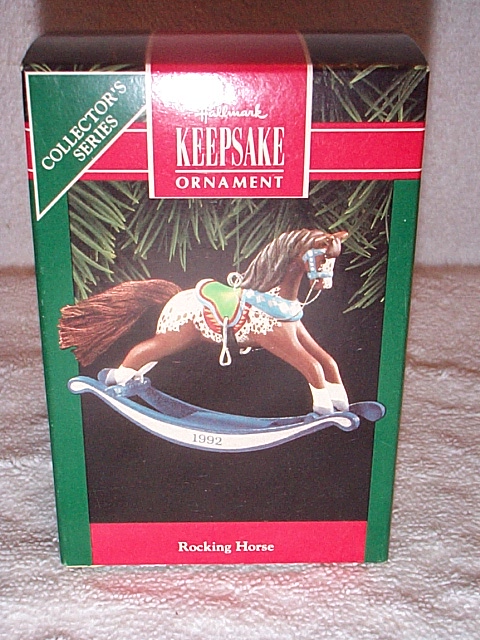 COLLECTOR'S
SERIES
Hallmark
KEEPSAKE
ORNAMENT
1992
Rocking Horse